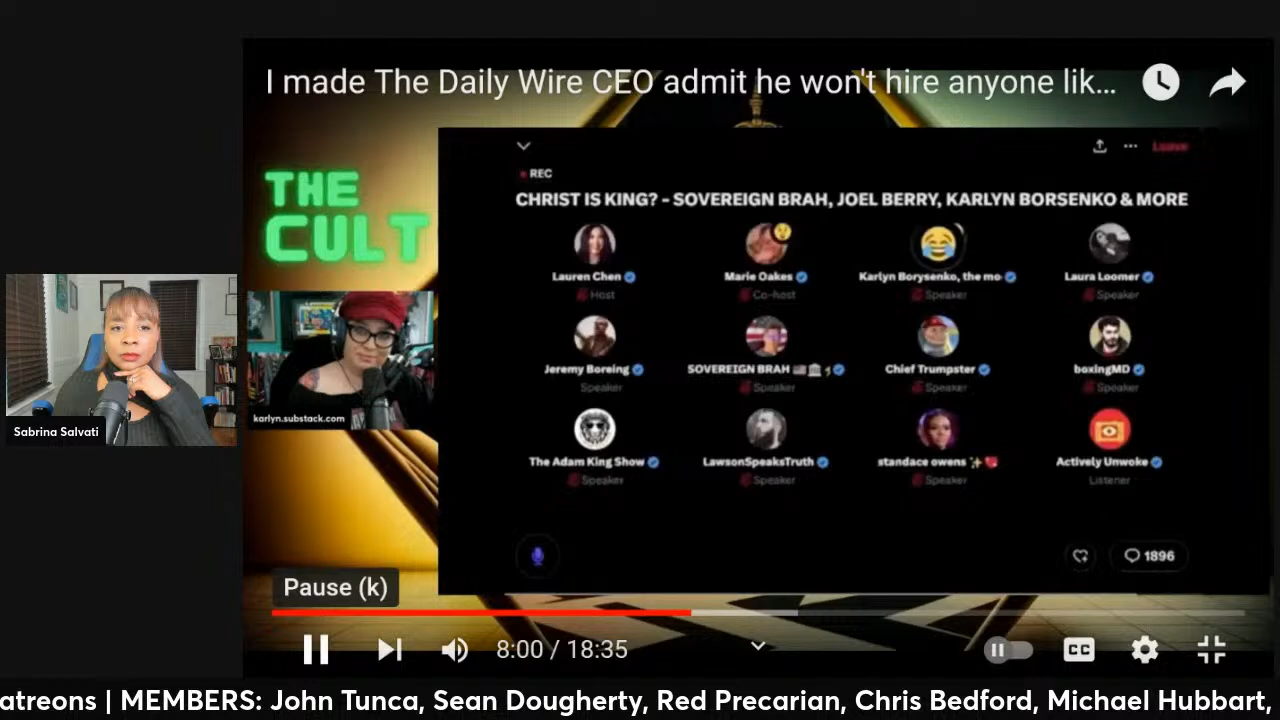 I made The Daily Wire CEO admit he won't hire anyone lik...
THE
CULT
Leave
REC
CHRIST IS KING? - SOVEREIGN BRAH, JOEL BERRY, KARLYN BORSENKO & MORE
Lauren Chen
Host
Marie Oakes
Co-host
Karlyn Borysenko, the mo
Speaker
Laura Loomer
Speaker
Jeremy Boreing
Speaker
SOVEREIGN BRAH
Speaker
Chief Trumpster
Speaker
boxingMD
Speaker
The Adam King Show
Speaker
LawsonSpeaksTruth
Speaker
standace owens
Speaker
Actively Unwoke
Listener
1896
karlyn.substack.com
Sabrina Salvati
Pause (k)
8:00 / 18:35
CC
atreons | MEMBERS: John Tunca, Sean Dougherty, Red Precarian, Chris Bedford, Michael Hubbart,